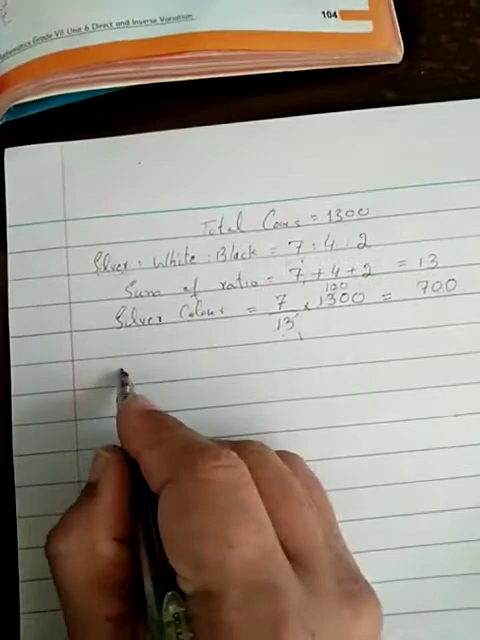 Mathematics Grade VII Unit 6 Direct and Inverse Variation
104
Total Cars = 1300
Silver : White : Black = 7 : 4 : 2
Sum of ratio = 7 + 4 + 2 = 13
Silver Colour = 7/13 x 1300 = 700
100